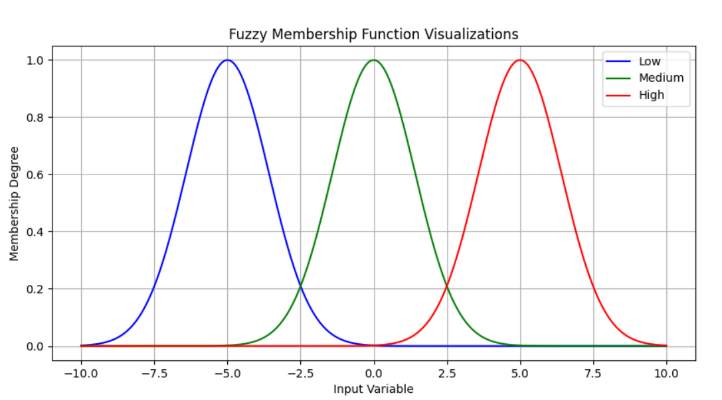 Fuzzy Membership Function Visualizations
Low
Medium
High
1.0
0.8
0.6
0.4
0.2
0.0
Membership Degree
−10.0 −7.5 −5.0 −2.5 0.0 2.5 5.0 7.5 10.0
Input Variable